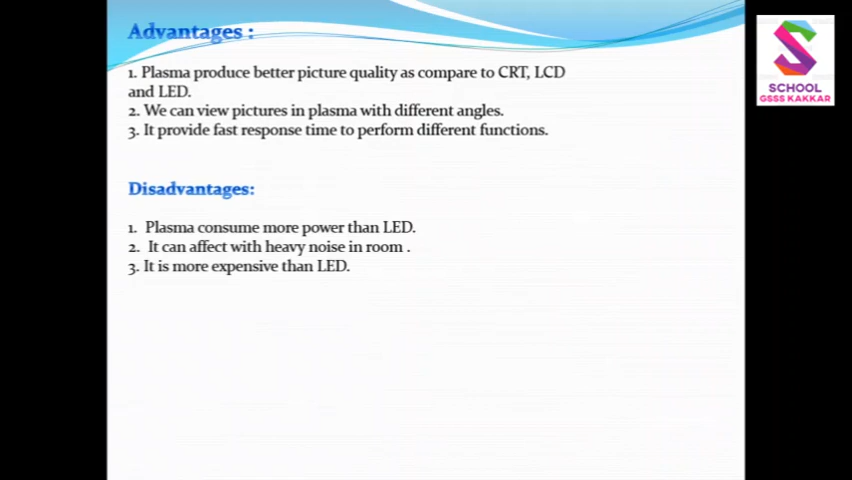 Advantages :
1. Plasma produce better picture quality as compare to CRT, LCD
and LED.
2. We can view pictures in plasma with different angles.
3. It provide fast response time to perform different functions.
Disadvantages:
1. Plasma consume more power than LED.
2. It can affect with heavy noise in room .
3. It is more expensive than LED.
SCHOOL
GSSS KAKKAR